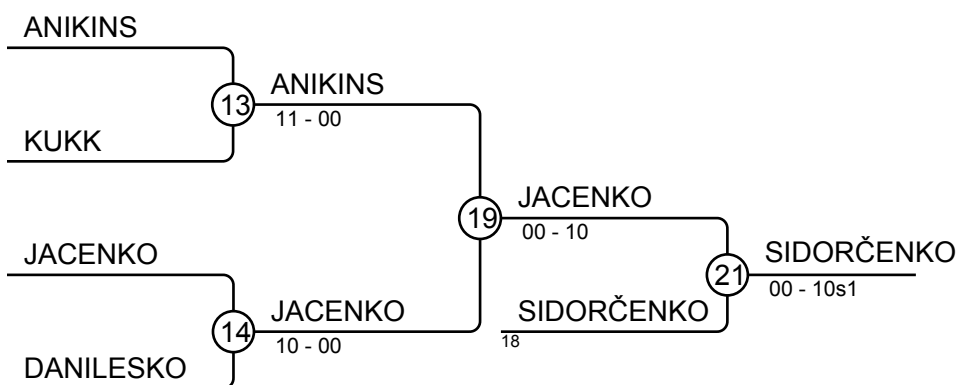 ANIKINS
13
ANIKINS
11 - 00
KUKK
19
JACENKO
00 - 10
JACENKO
21
SIDORČENKO
00 - 10s1
14
JACENKO
10 - 00
SIDORČENKO
18
DANILESKO